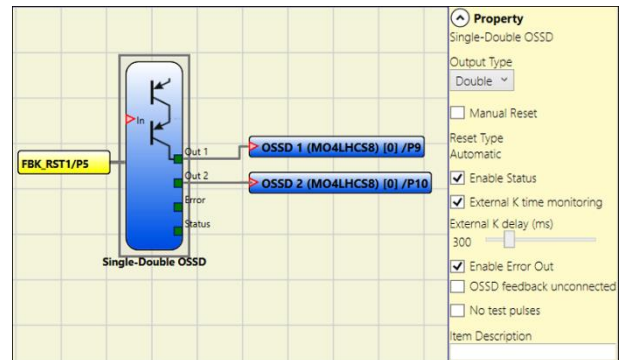 FBK_RST1/P5
In
Out 1
Out 2
Error
Status
Single-Double OSSD
OSSD 1 (MO4LHCS8) [0] /P9
OSSD 2 (MO4LHCS8) [0] /P10
Property
Single-Double OSSD
Output Type
Double
Manual Reset
Reset Type
Automatic
Enable Status
External K time monitoring
External K delay (ms)
300
Enable Error Out
OSSD feedback unconnected
No test pulses
Item Description